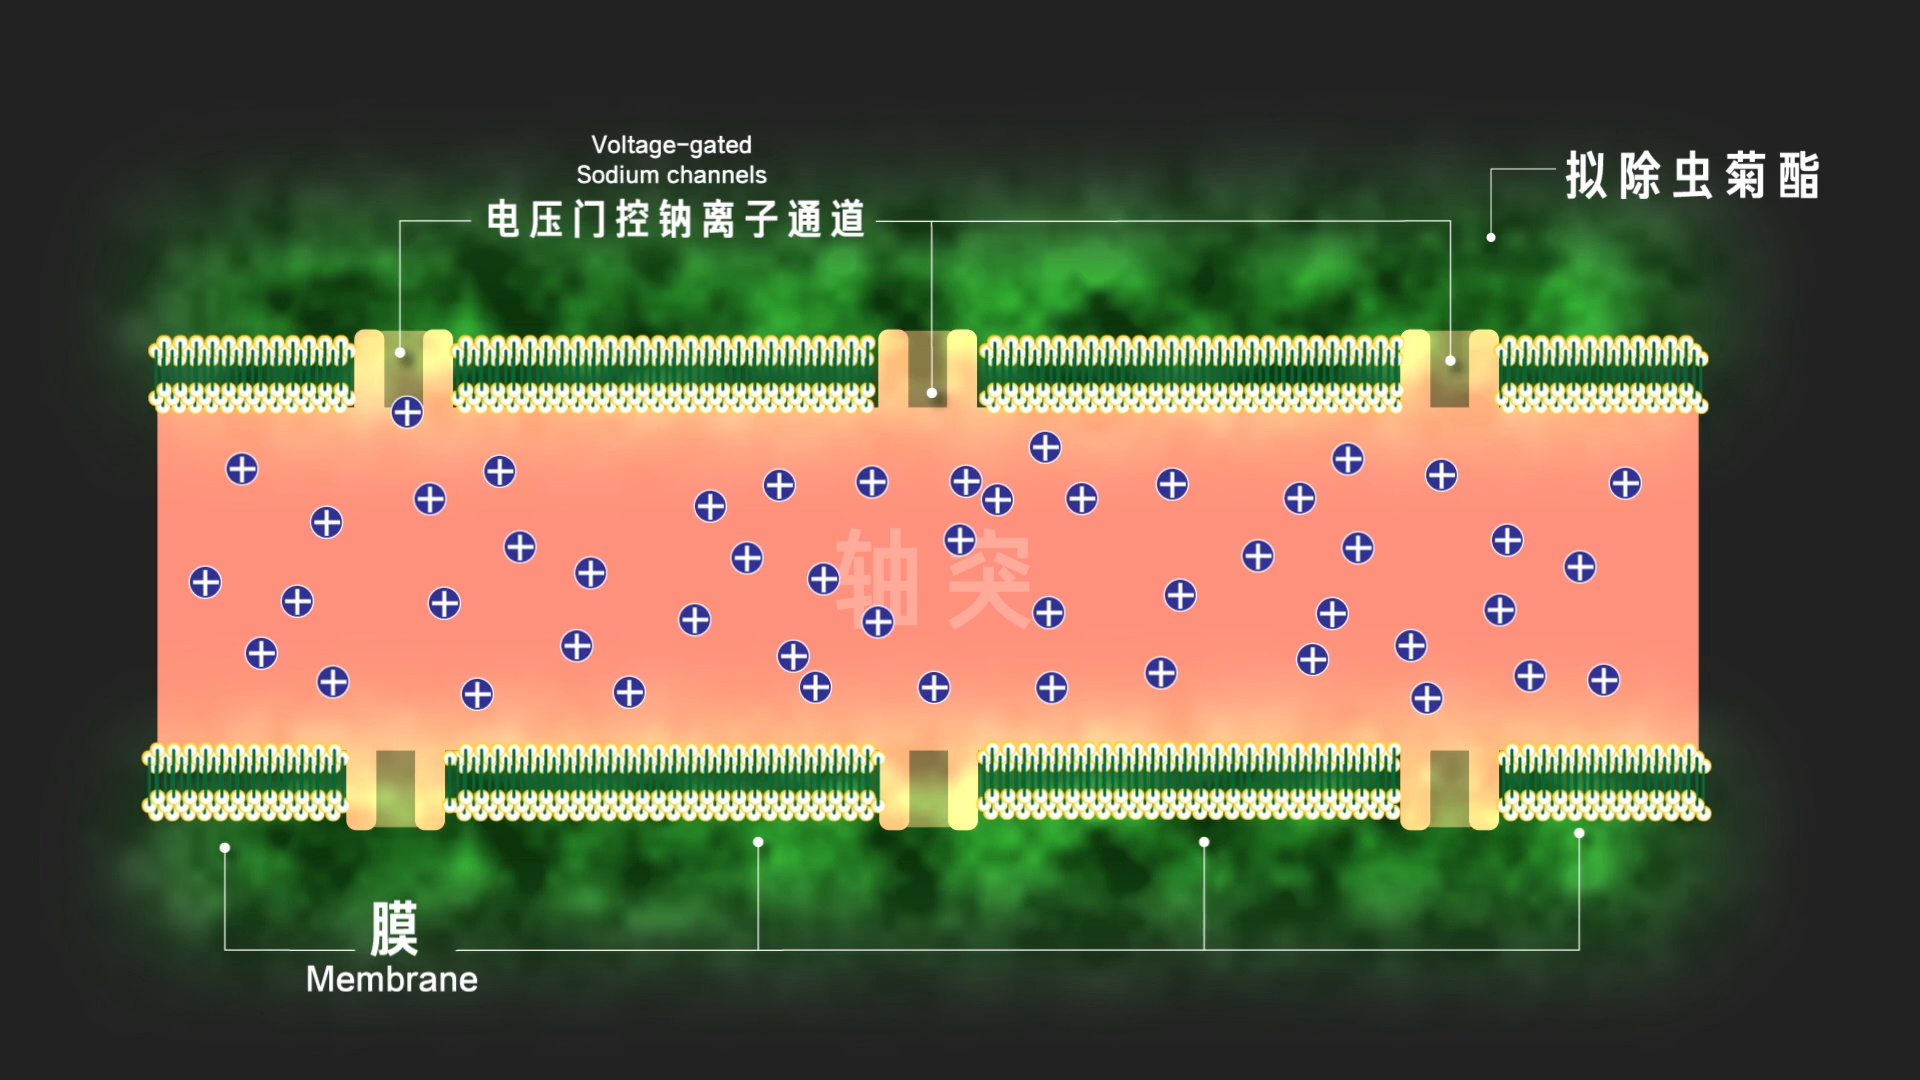 Voltage-gated
Sodium channels
电压门控钠离子通道
拟除虫菊酯
轴突
膜
Membrane